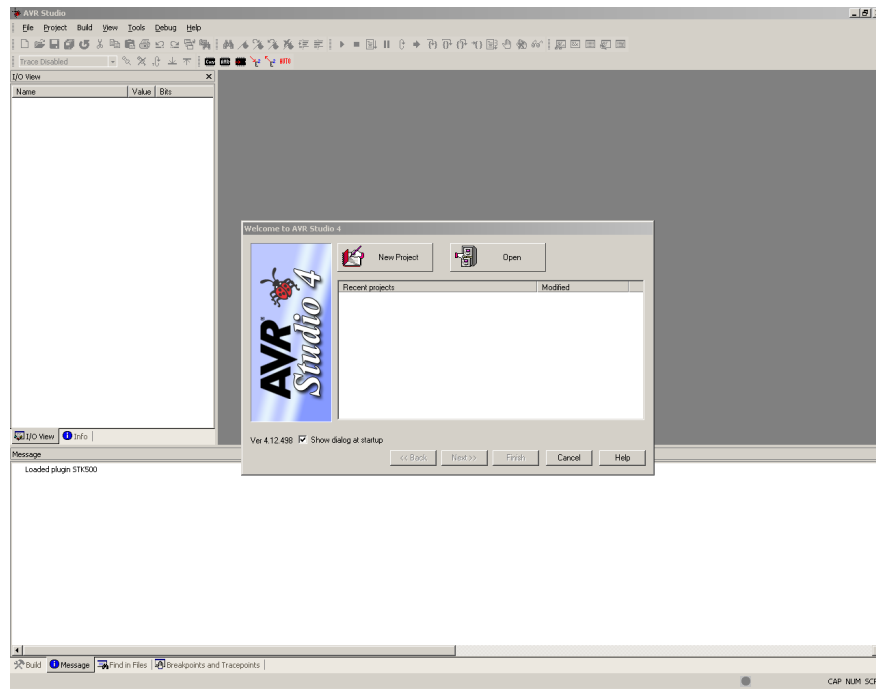 AVR Studio
File Project Build View Tools Debug Help
Trace Disabled
AUTO
I/O View
Name Value Bits
Welcome to AVR Studio 4
New Project Open
Recent projects Modified
AVR
Studio 4
Ver 4.12.498 Show dialog at startup
<< Back Next >> Finish Cancel Help
I/O View Info
Message
Loaded plugin STK500
Build Message Find in Files Breakpoints and Tracepoints
CAP NUM SCR